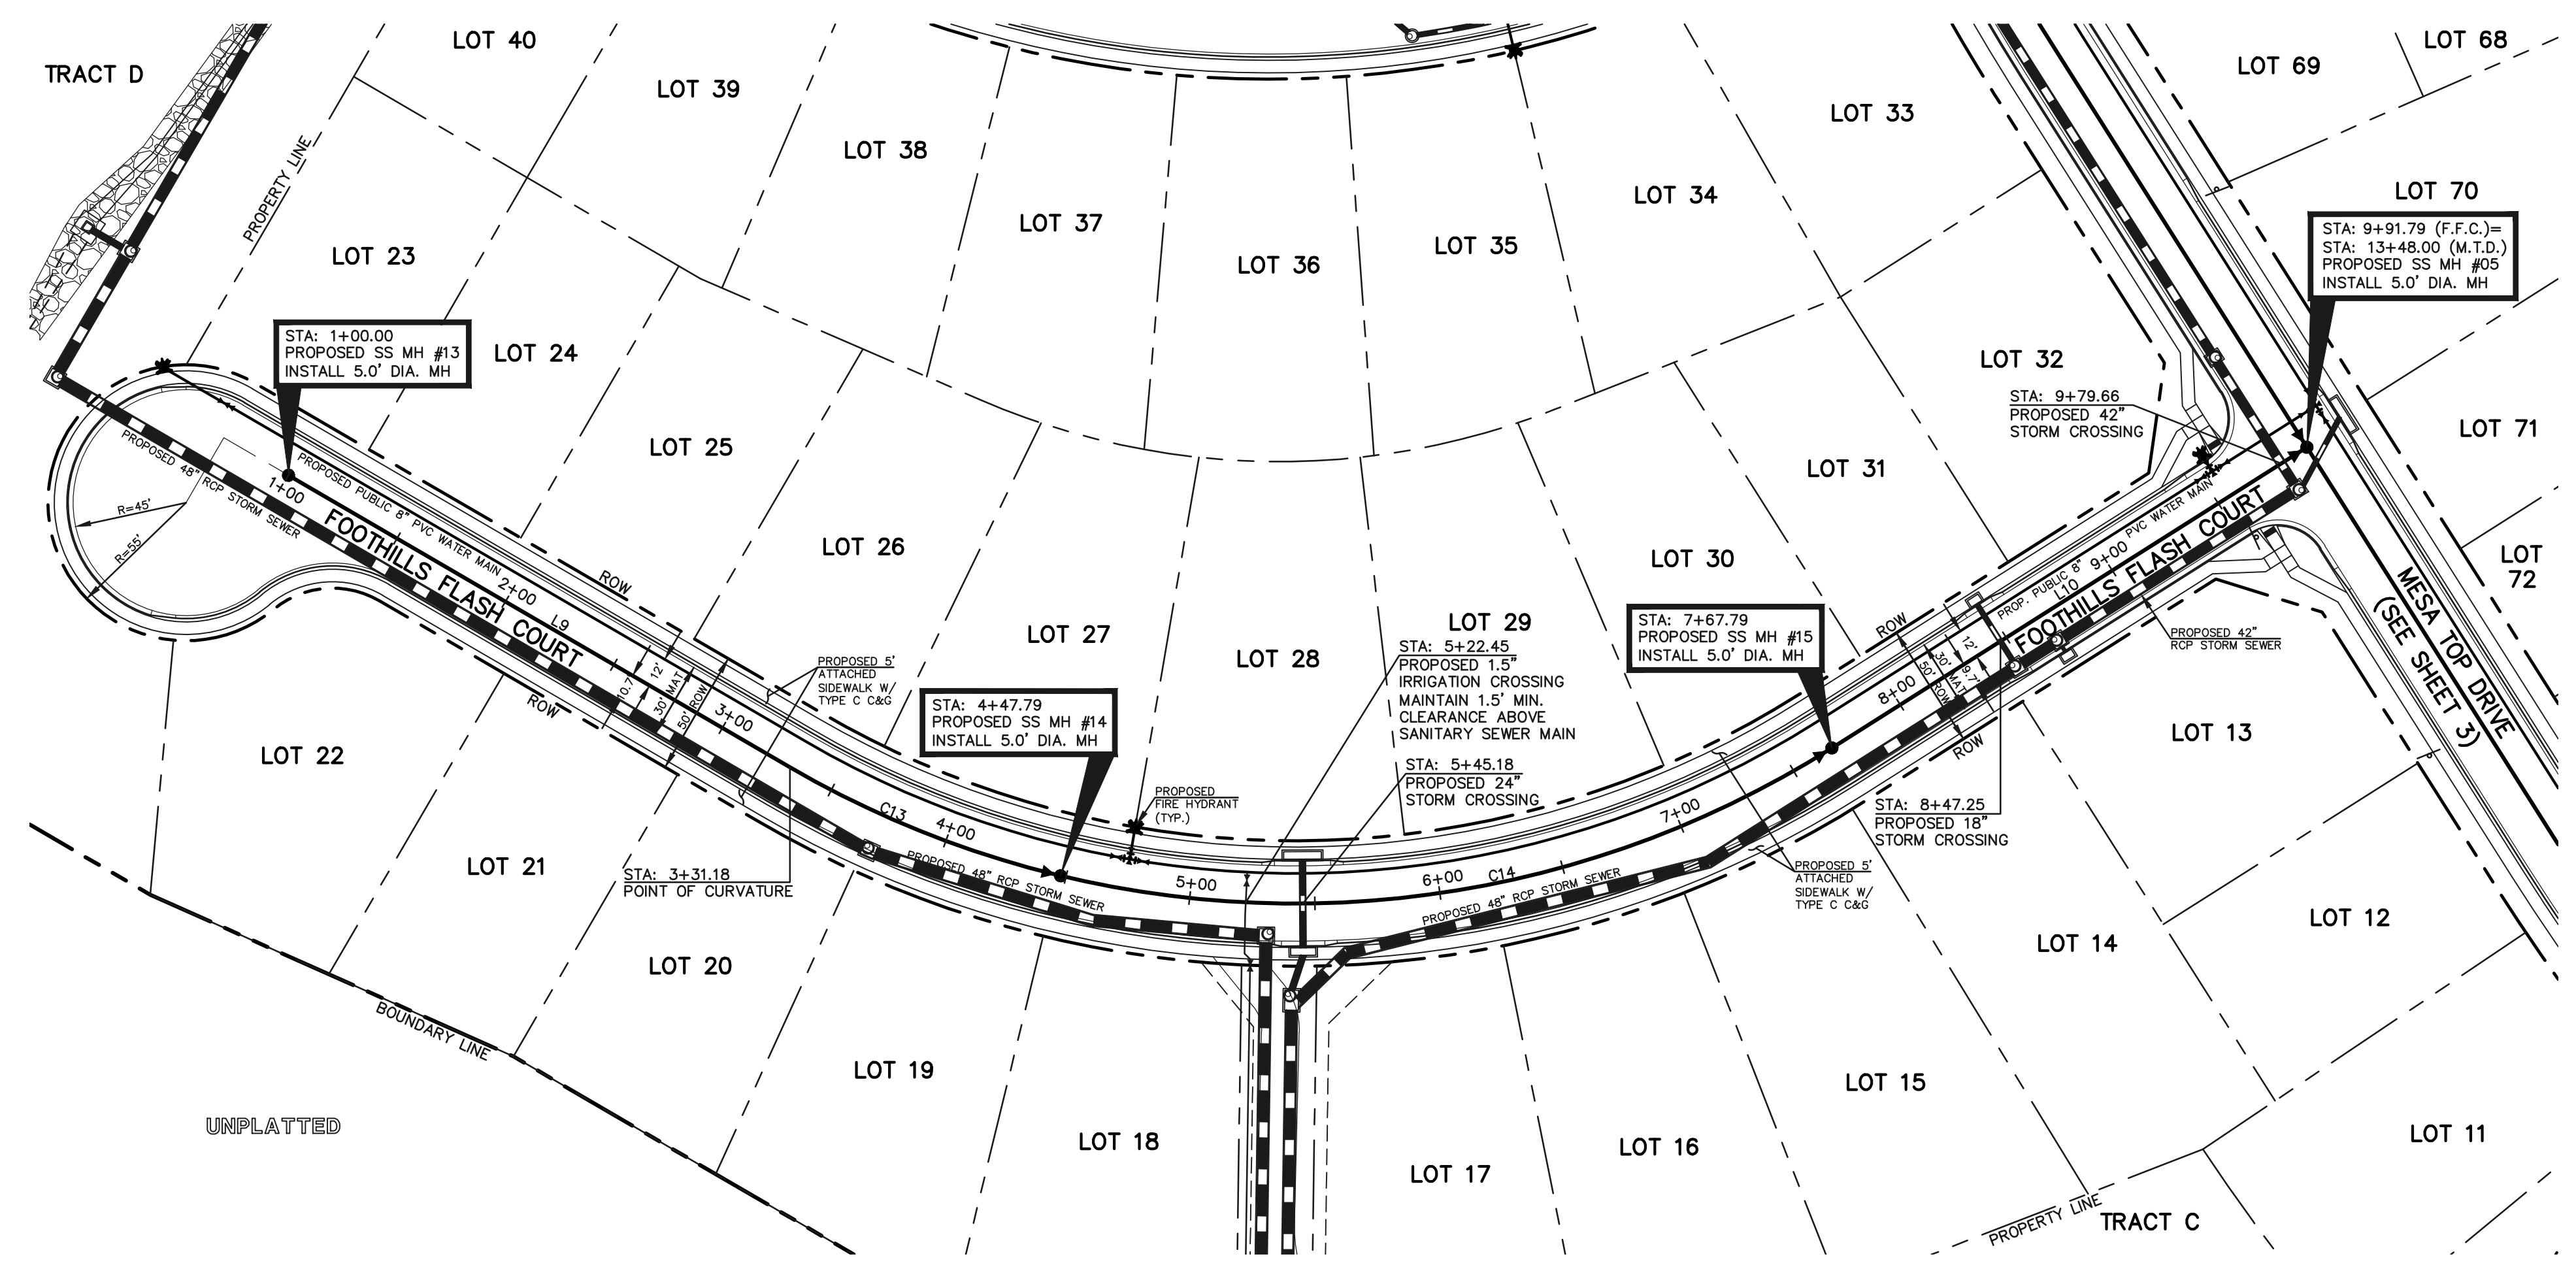 TRACT D
LOT 40
LOT 39
LOT 38
LOT 37
LOT 36
LOT 35
LOT 34
LOT 33
LOT 69
LOT 68
LOT 70
PROPERTY LINE
LOT 23
STA: 9+91.79 (F.F.C.)=
STA: 13+48.00 (M.T.D.)
PROPOSED SS MH #05
INSTALL 5.0' DIA. MH
STA: 1+00.00
PROPOSED SS MH #13
INSTALL 5.0' DIA. MH
LOT 24
LOT 25
LOT 26
LOT 27
LOT 28
LOT 29
LOT 30
LOT 31
LOT 32
STA: 9+79.66
PROPOSED 42"
STORM CROSSING
LOT 71
LOT
72
PROPOSED 48" RCP STORM SEWER
1+00
PROPOSED PUBLIC 8" PVC WATER MAIN
R=45'
R=55'
FOOTHILLS FLASH COURT
2+00
L9
ROW
ROW
10.7'
12'
30' MAT
50' ROW
3+00
PROPOSED 5'
ATTACHED
SIDEWALK W/
TYPE C C&G
STA: 4+47.79
PROPOSED SS MH #14
INSTALL 5.0' DIA. MH
STA: 5+22.45
PROPOSED 1.5"
IRRIGATION CROSSING
MAINTAIN 1.5' MIN.
CLEARANCE ABOVE
SANITARY SEWER MAIN
STA: 5+45.18
PROPOSED 24"
STORM CROSSING
STA: 7+67.79
PROPOSED SS MH #15
INSTALL 5.0' DIA. MH
ROW
12'
30' MAT
9.7'
50' ROW
ROW
8+00
PROP. PUBLIC 8" PVC WATER MAIN
L10
9+00
FOOTHILLS FLASH COURT
PROPOSED 42"
RCP STORM SEWER
MESA TOP DRIVE
(SEE SHEET 3)
LOT 22
LOT 21
LOT 20
LOT 19
LOT 18
STA: 3+31.18
POINT OF CURVATURE
C13
4+00
PROPOSED 48" RCP STORM SEWER
PROPOSED
FIRE HYDRANT
(TYP.)
5+00
6+00
C14
7+00
PROPOSED 48" RCP STORM SEWER
STA: 8+47.25
PROPOSED 18"
STORM CROSSING
PROPOSED 5'
ATTACHED
SIDEWALK W/
TYPE C C&G
LOT 13
LOT 12
LOT 14
LOT 15
LOT 16
LOT 17
LOT 11
BOUNDARY LINE
UNPLATTED
PROPERTY LINE
TRACT C